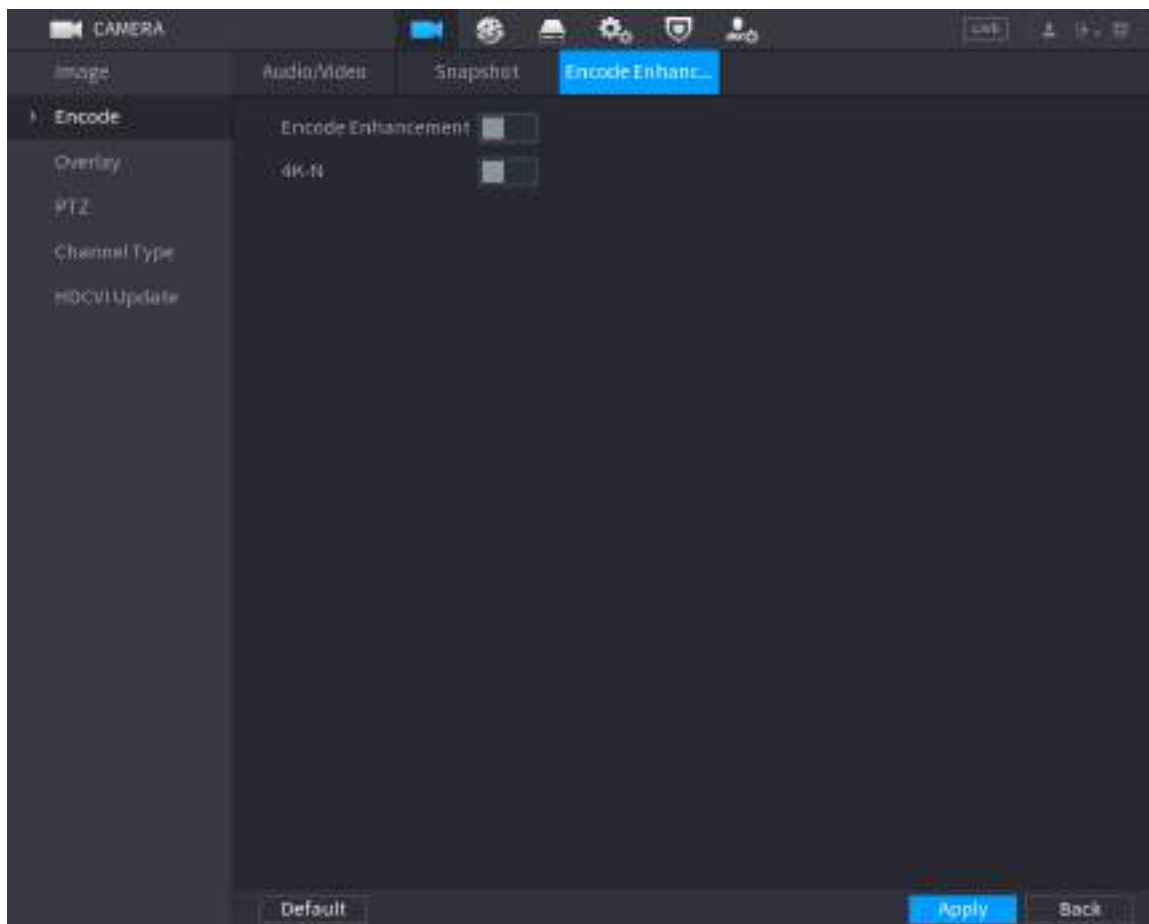 CAMERA
LIVE
Image
Audio/Video
Snapshot
Encode Enhanc...
Encode
Encode Enhancement
Overlay
4K-N
PTZ
Channel Type
HDCVI Update
Default
Apply
Back